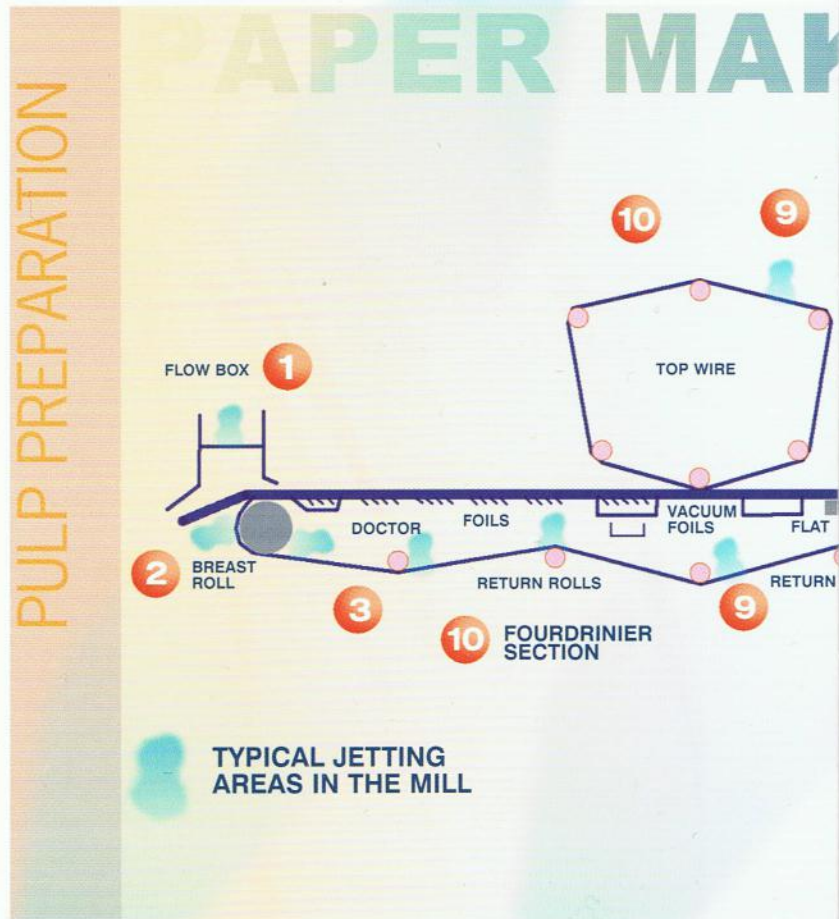 PAPER MAK
PULP PREPARATION
10
9
FLOW BOX
1
TOP WIRE
DOCTOR
FOILS
VACUUM
FOILS
FLAT
2
BREAST
ROLL
3
RETURN ROLLS
9
RETURN
10
FOURDRINIER
SECTION
TYPICAL JETTING
AREAS IN THE MILL